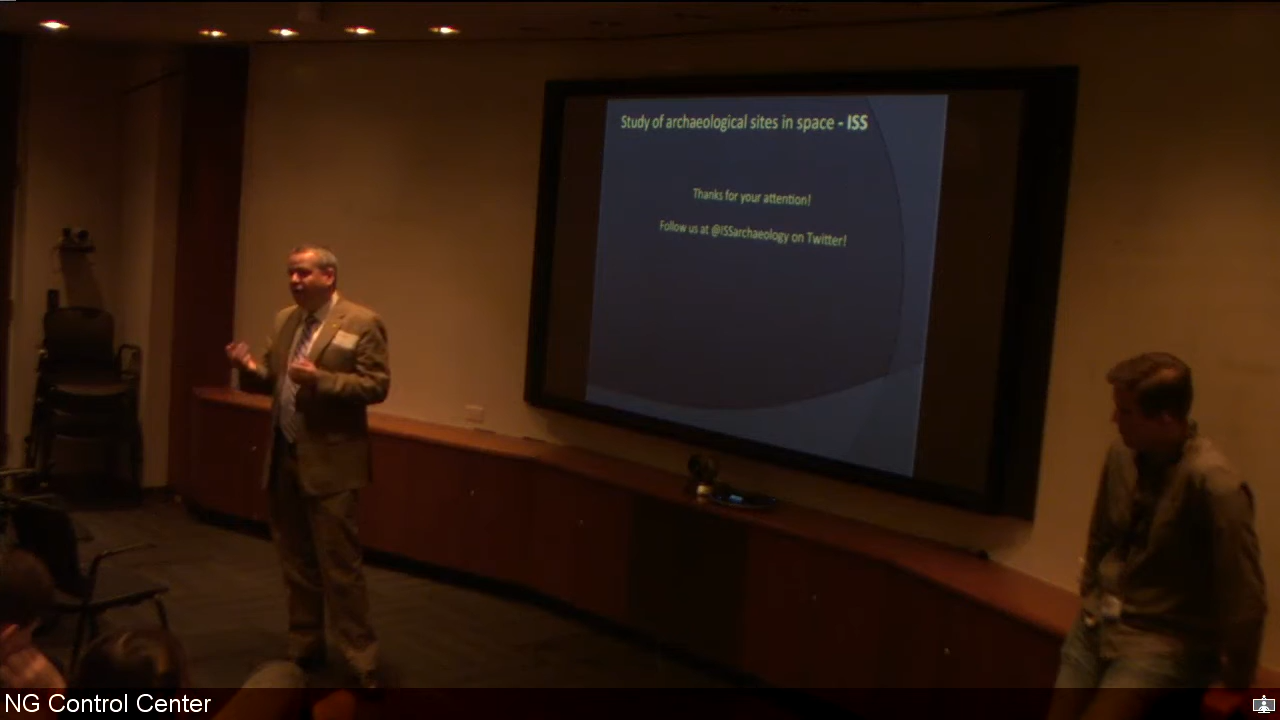 Study of archaeological sites in space - ISS
Thanks for your attention!
Follow us at @ISSarchaeology on Twitter!
NG Control Center